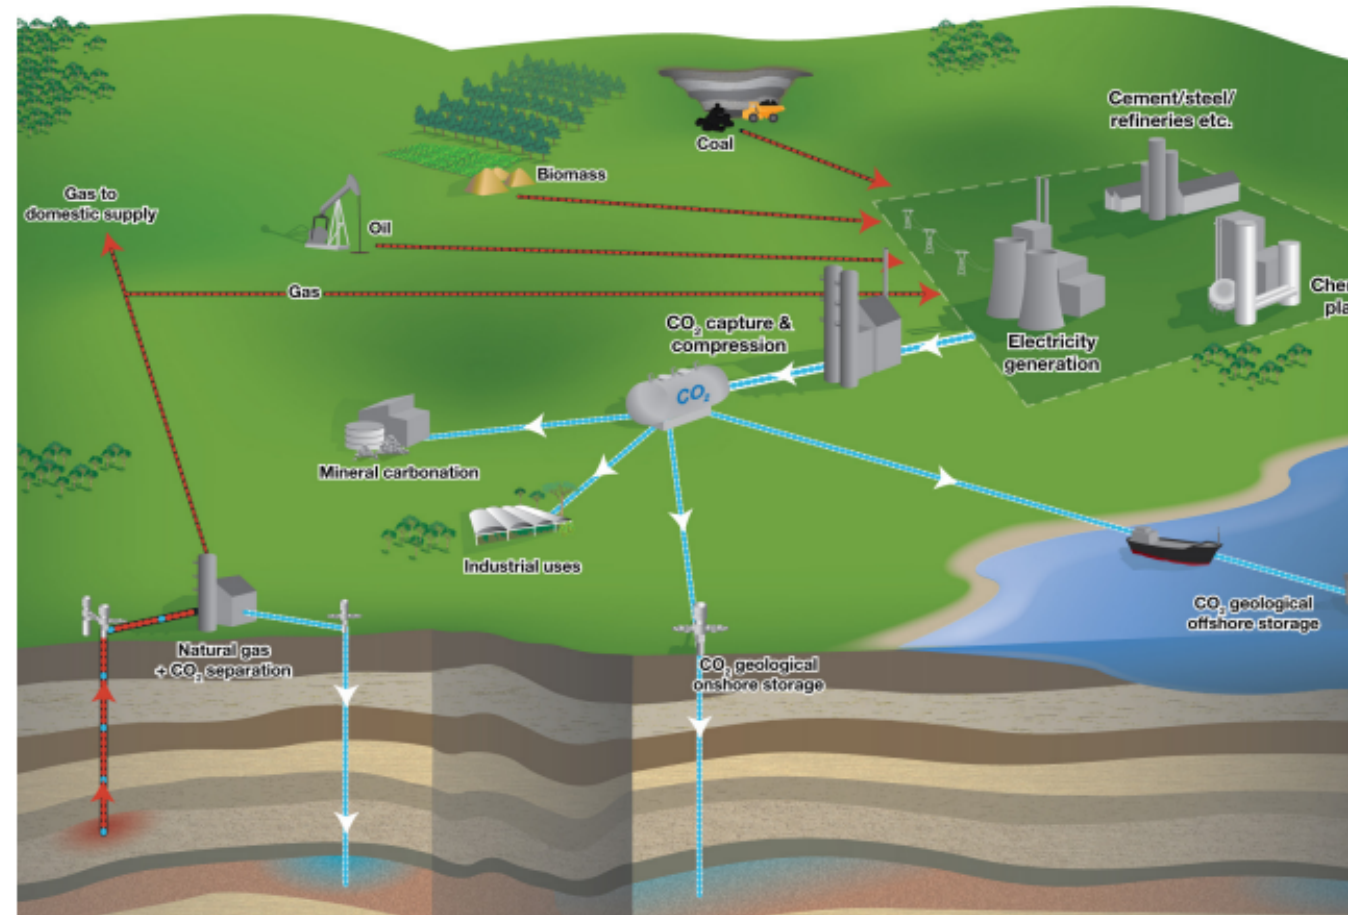 Cement/steel/
refineries etc.
Coal
Biomass
Gas to
domestic supply
Oil
Gas
CO₂ capture &
compression
Electricity
generation
CO₂
Mineral carbonation
Industrial uses
CO₂ geological
offshore storage
Natural gas
+ CO₂ separation
CO₂ geological
onshore storage